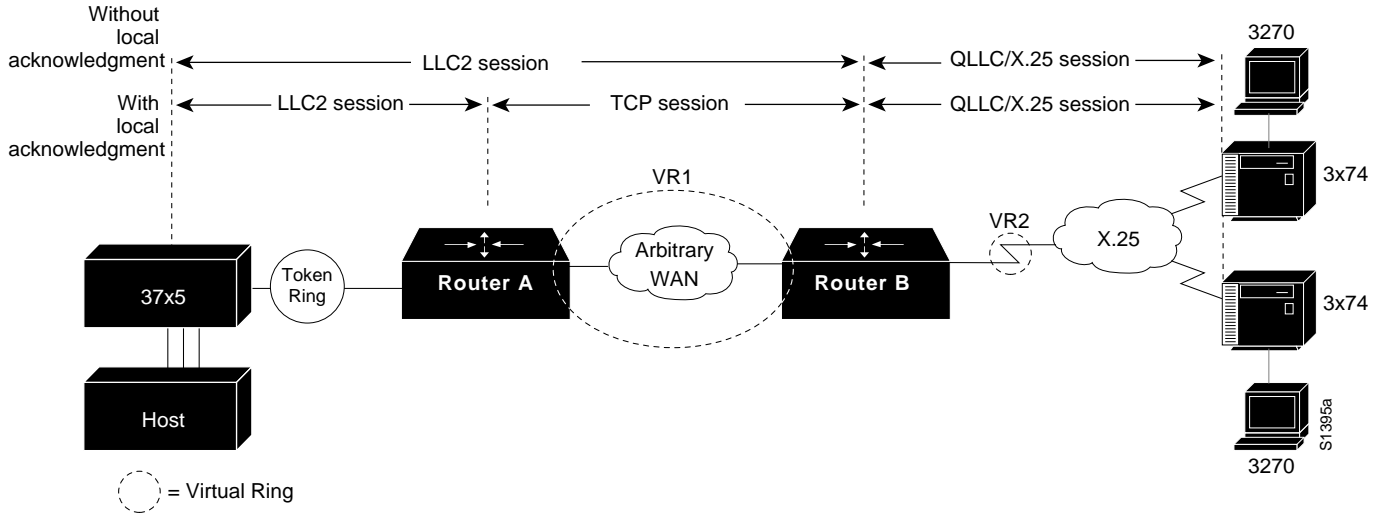 Without
local
acknowledgment
LLC2 session
QLLC/X.25 session
3270
With
local
acknowledgment
LLC2 session
TCP session
QLLC/X.25 session
3x74
VR1
VR2
Arbitrary
WAN
X.25
Token
Ring
Router A
Router B
37x5
3x74
Host
3270
S1395a
= Virtual Ring